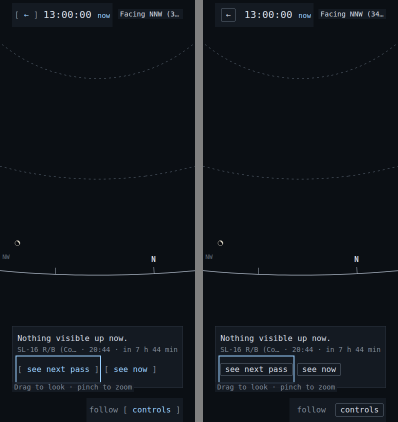 [ ← ] 13:00:00 now Facing NNW (3…
NW
N
Nothing visible up now.
SL-16 R/B (Co… · 20:44 · in 7 h 44 min
[ see next pass ] [ see now ]
Drag to look · pinch to zoom
follow [ controls ]
← 13:00:00 now Facing NNW (34…
NW
N
Nothing visible up now.
SL-16 R/B (Co… · 20:44 · in 7 h 44 min
see next pass see now
Drag to look · pinch to zoom
follow controls